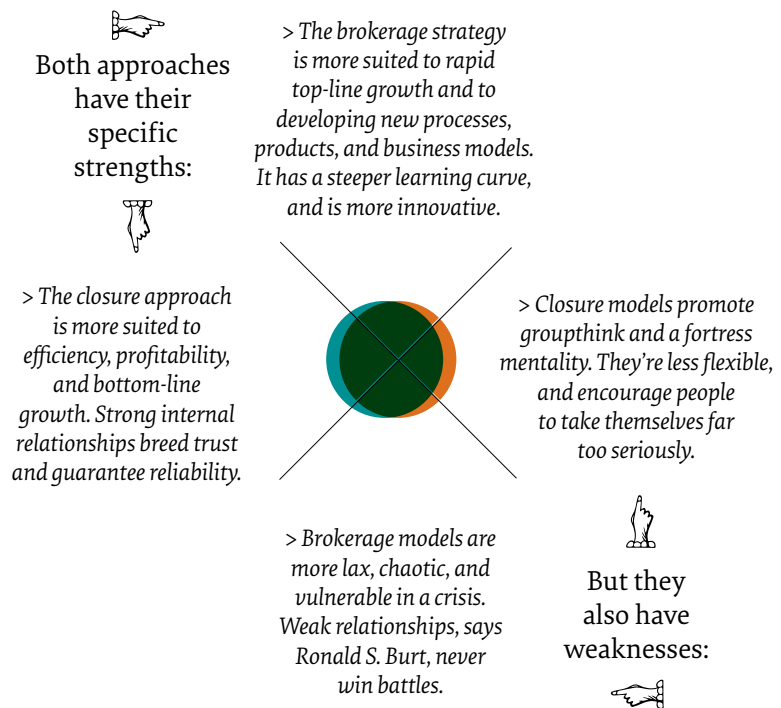 Both approaches
have their
specific
strengths:
> The brokerage strategy
is more suited to rapid
top-line growth and to
developing new processes,
products, and business models.
It has a steeper learning curve,
and is more innovative.
> The closure approach
is more suited to
efficiency, profitability,
and bottom-line
growth. Strong internal
relationships breed trust
and guarantee reliability.
> Closure models promote
groupthink and a fortress
mentality. They’re less flexible,
and encourage people
to take themselves far
too seriously.
> Brokerage models are
more lax, chaotic, and
vulnerable in a crisis.
Weak relationships, says
Ronald S. Burt, never
win battles.
But they
also have
weaknesses: